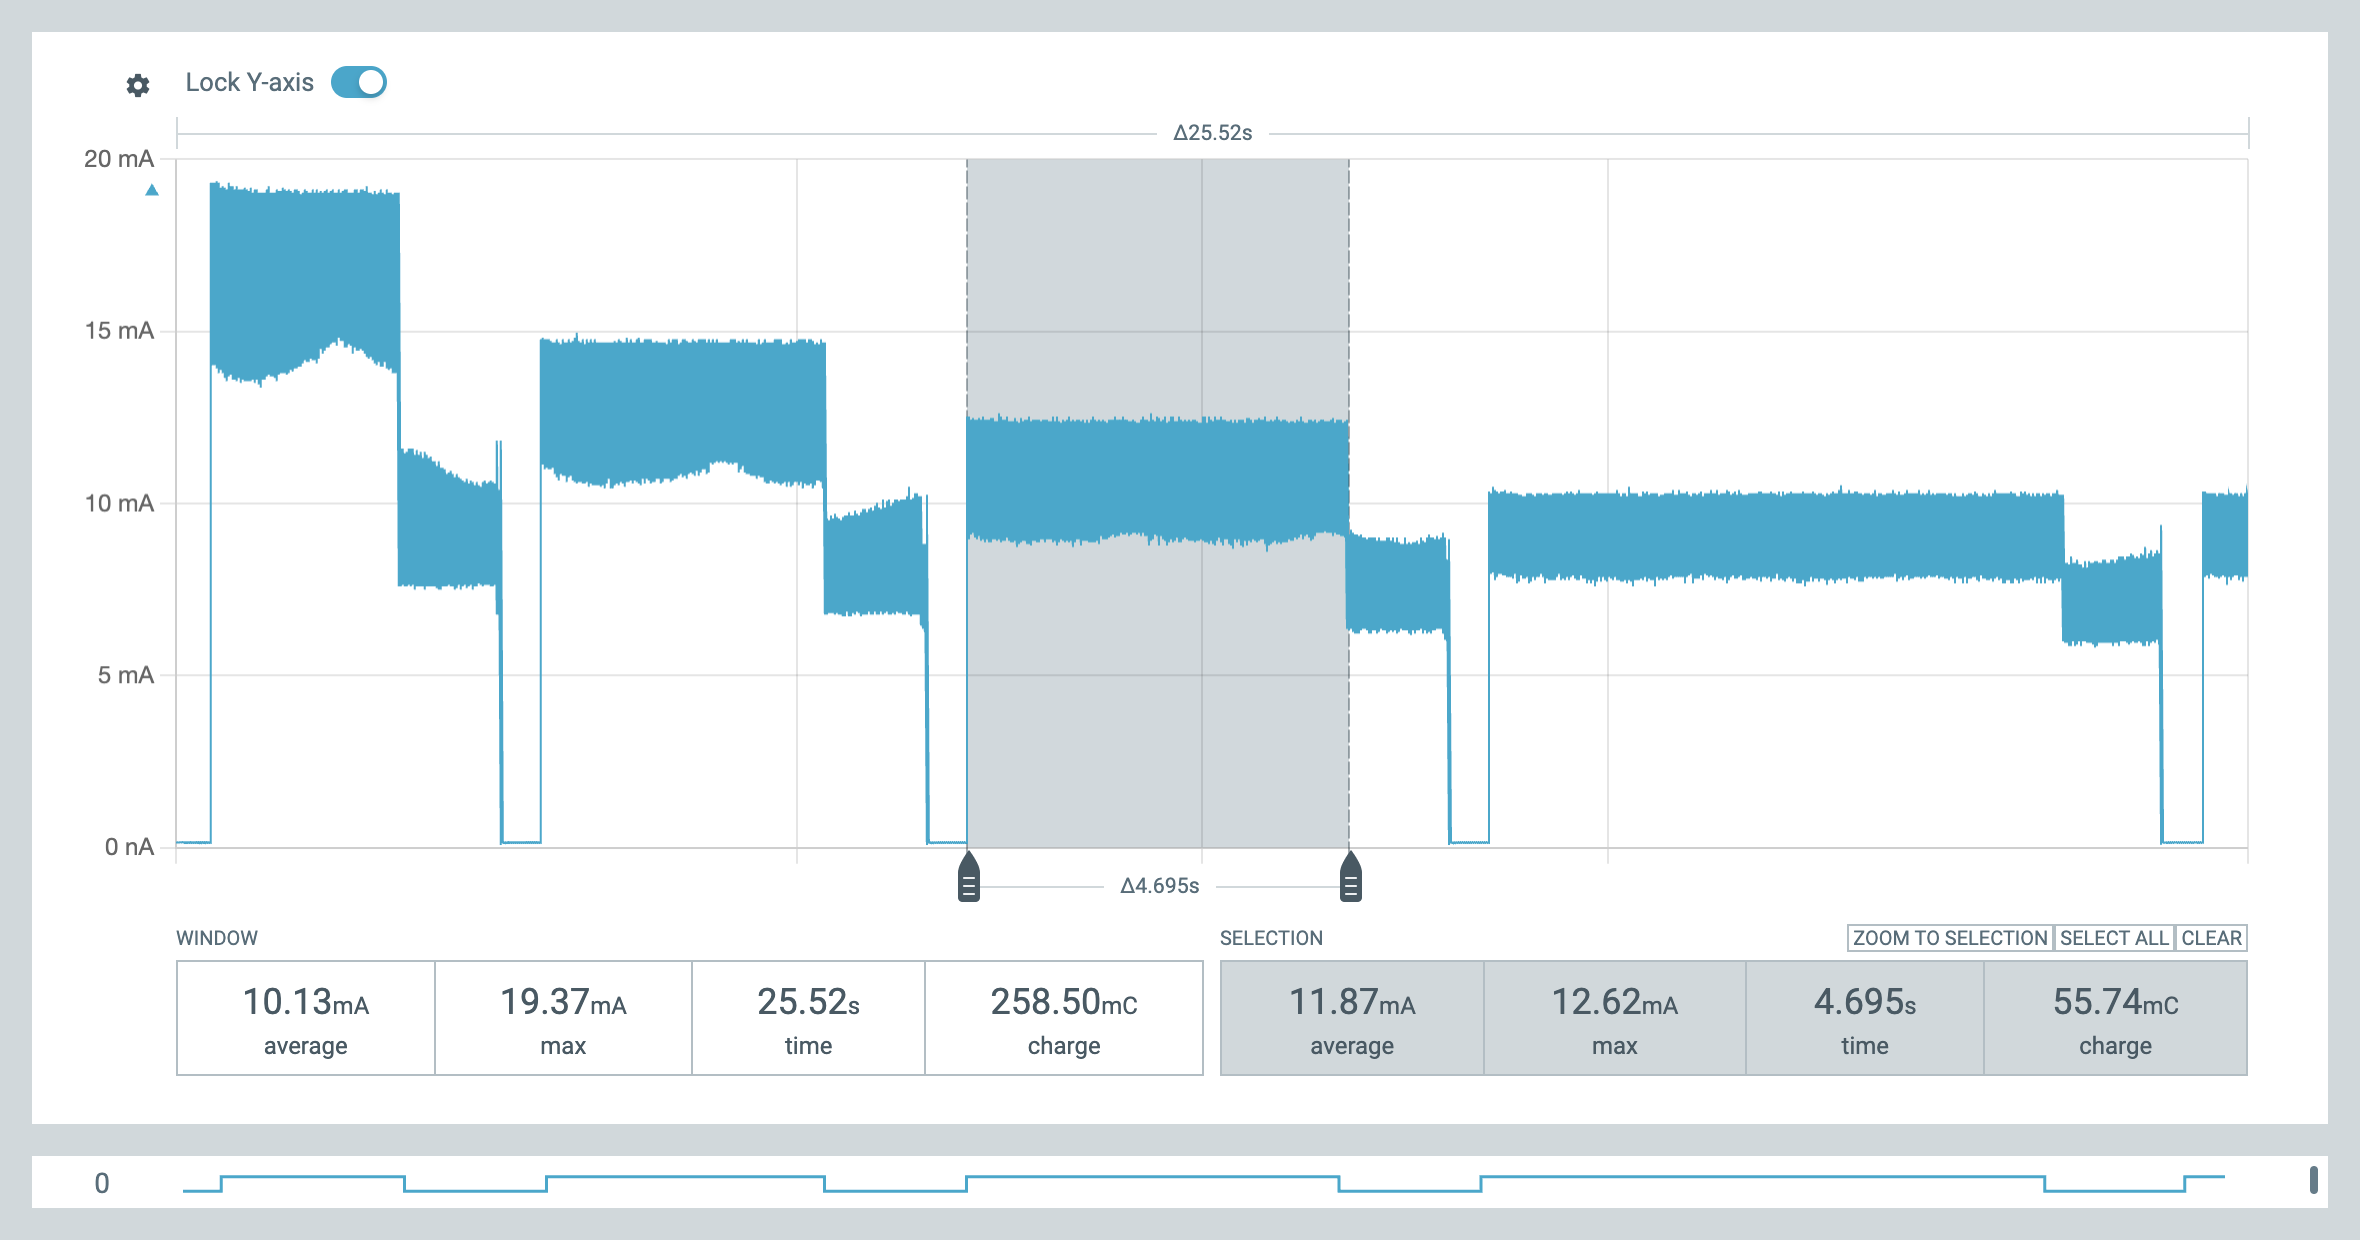 Lock Y-axis
Δ25.52s
20 mA
15 mA
10 mA
5 mA
0 nA
Δ4.695s
WINDOW
SELECTION ZOOM TO SELECTION SELECT ALL CLEAR
10.13mA 19.37mA 25.52s 258.50mC 11.87mA 12.62mA 4.695s 55.74mC
average max time charge average max time charge
0